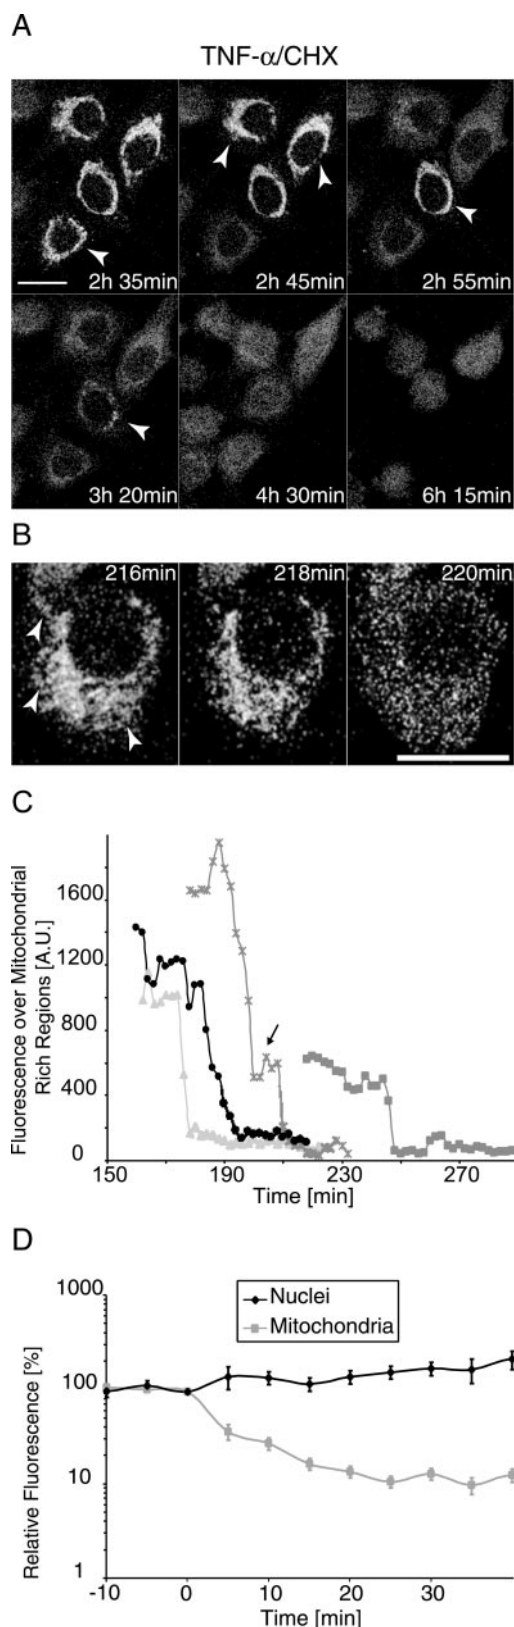 A
TNF-α/CHX
2h 35min
2h 45min
2h 55min
3h 20min
4h 30min
6h 15min
B
216min
218min
220min
C
Fluorescence over Mitochondrial
Rich Regions [A.U.]
1600
1200
800
400
0
150
190
230
270
Time [min]
D
Relative Fluorescence [%]
1000
100
10
1
Nuclei
Mitochondria
-10
0
10
20
30
Time [min]